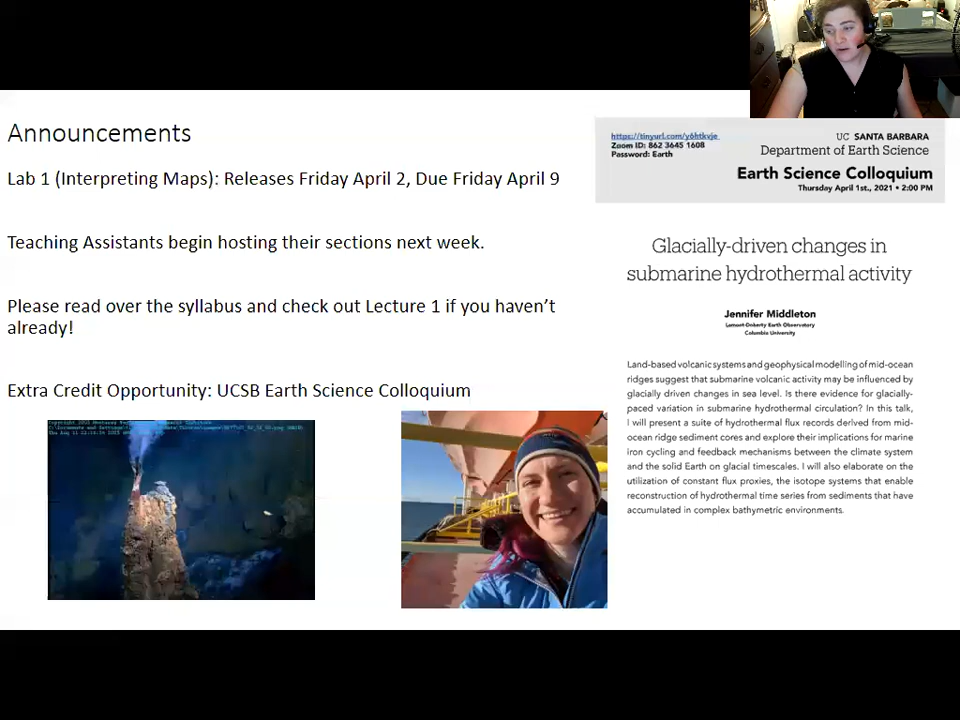 Announcements
Lab 1 (Interpreting Maps): Releases Friday April 2, Due Friday April 9
Teaching Assistants begin hosting their sections next week.
Please read over the syllabus and check out Lecture 1 if you haven't
already!
Extra Credit Opportunity: UCSB Earth Science Colloquium
https://tinyurl.com/y6htkvje
Zoom ID: 862 3645 1608
Password: Earth
UC SANTA BARBARA
Department of Earth Science
Earth Science Colloquium
Thursday April 1st., 2021 • 2:00 PM
Glacially-driven changes in
submarine hydrothermal activity
Jennifer Middleton
Lamont-Doherty Earth Observatory
Columbia University
Land-based volcanic systems and geophysical modelling of mid-ocean
ridges suggest that submarine volcanic activity may be influenced by
glacially driven changes in sea level. Is there evidence for glacially-
paced variation in submarine hydrothermal circulation? In this talk,
I will present a suite of hydrothermal flux records derived from mid-
ocean ridge sediment cores and explore their implications for marine
iron cycling and feedback mechanisms between the climate system
and the solid Earth on glacial timescales. I will also elaborate on the
utilization of constant flux proxies, the isotope systems that enable
reconstruction of hydrothermal time series from sediments that have
accumulated in complex bathymetric environments.